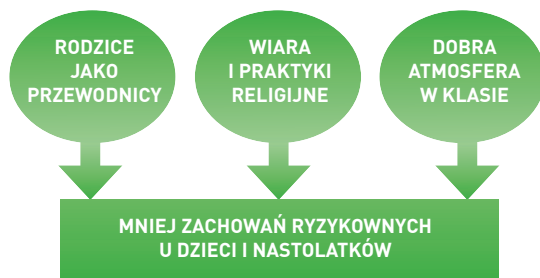 RODZICE
JAKO
PRZEWODNICY
WIARA
I PRAKTYKI
RELIGIJNE
DOBRA
ATMOSFERA
W KLASIE
MNIEJ ZACHOWAŃ RYZYKOWNYCH
U DZIECI I NASTOLATKÓW